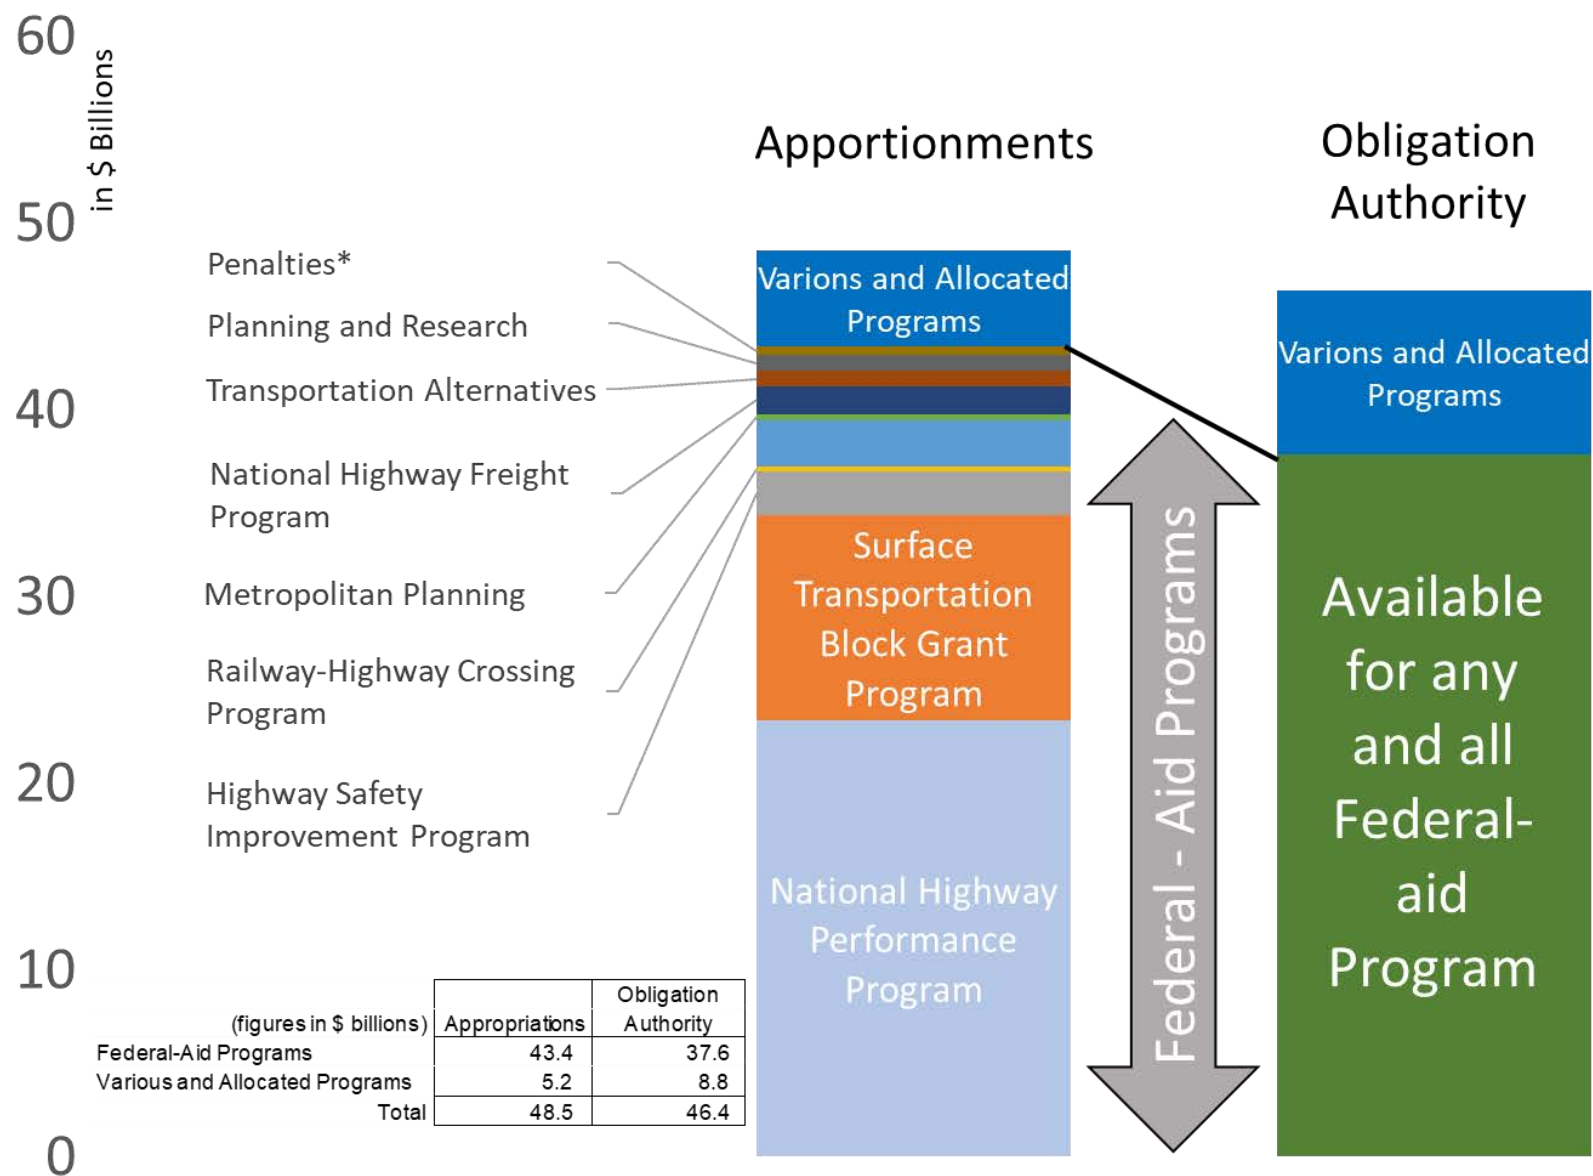 60
50
40
30
20
10
0
in $ Billions
Apportionments
Obligation
Authority
Penalties*
Planning and Research
Transportation Alternatives
National Highway Freight
Program
Metropolitan Planning
Railway-Highway Crossing
Program
Highway Safety
Improvement Program
Varions and Allocated
Programs
Surface
Transportation
Block Grant
Program
National Highway
Performance
Program
Federal - Aid Programs
Varions and Allocated
Programs
Available
for any
and all
Federal-
aid
Program
Obligation
(figures in $ billions) Appropriations Authority
Federal-Aid Programs 43.4 37.6
Various and Allocated Programs 5.2 8.8
Total 48.5 46.4